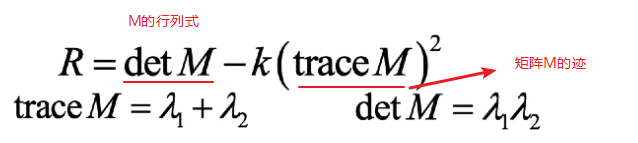 M的行列式
R = det M − k(trace M)²
矩阵M的迹
trace M = λ₁ + λ₂
det M = λ₁λ₂